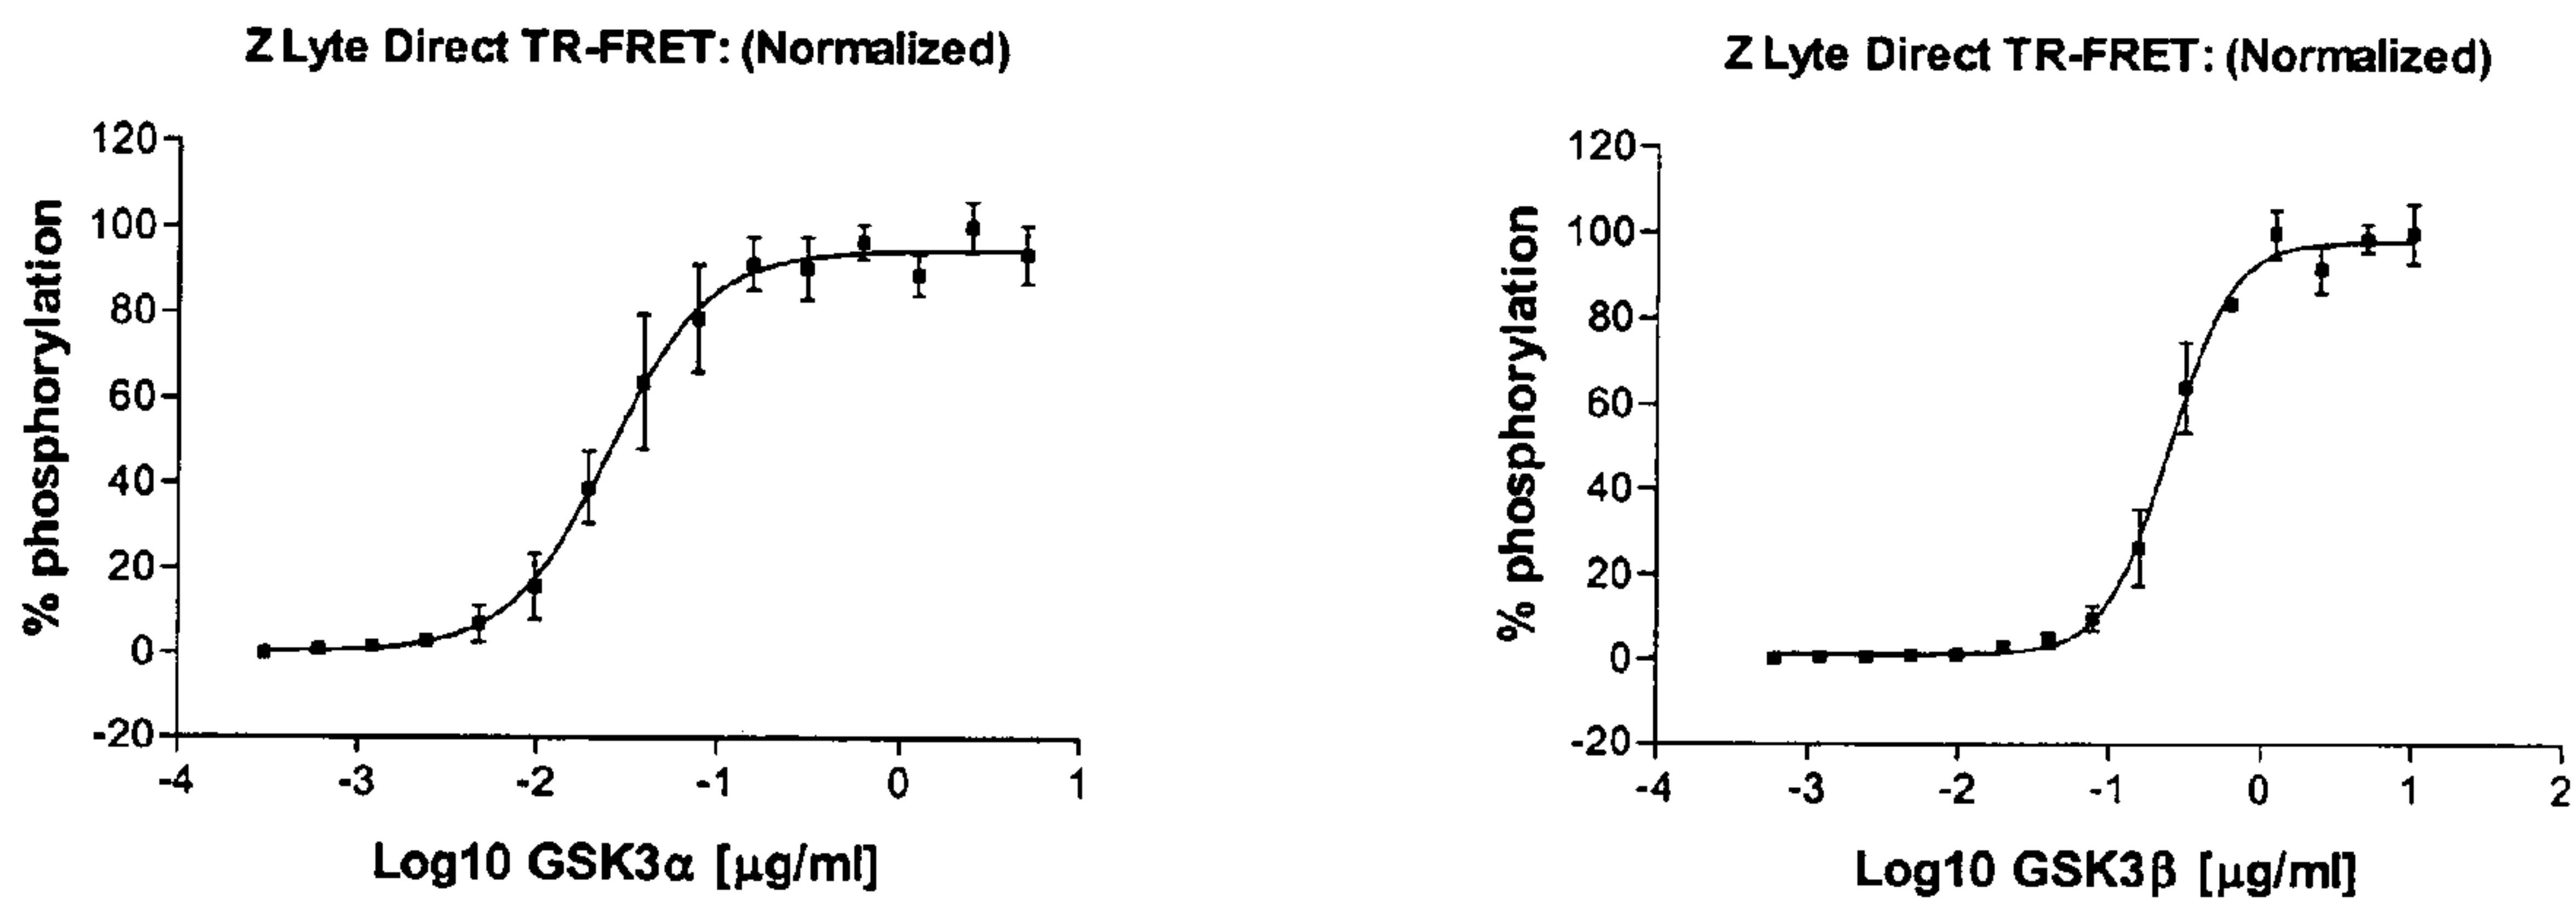 Z Lyte Direct TR-FRET: (Normalized)
120
100
80
60
40
20
0
-20
% phosphorylation
-4 -3 -2 -1 0 1
Log10 GSK3α [μg/ml]
Z Lyte Direct TR-FRET: (Normalized)
120
100
80
60
40
20
0
-20
% phosphorylation
-4 -3 -2 -1 0 1 2
Log10 GSK3β [μg/ml]